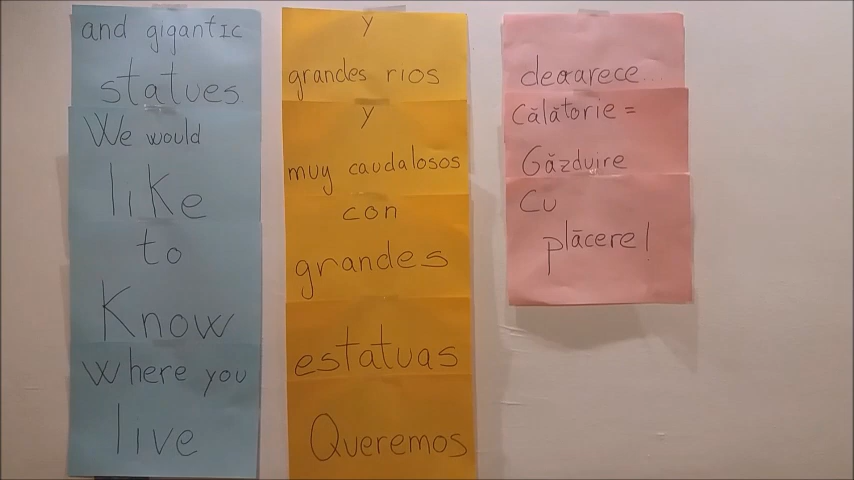 and gigantic
statues
We would
like
to
Know
Where you
live
y
grandes rios
y
muy caudalosos
con
grandes
estatuas
Queremos
deoarece...
Călătorie =
Găzduire
Cu
plăcere!